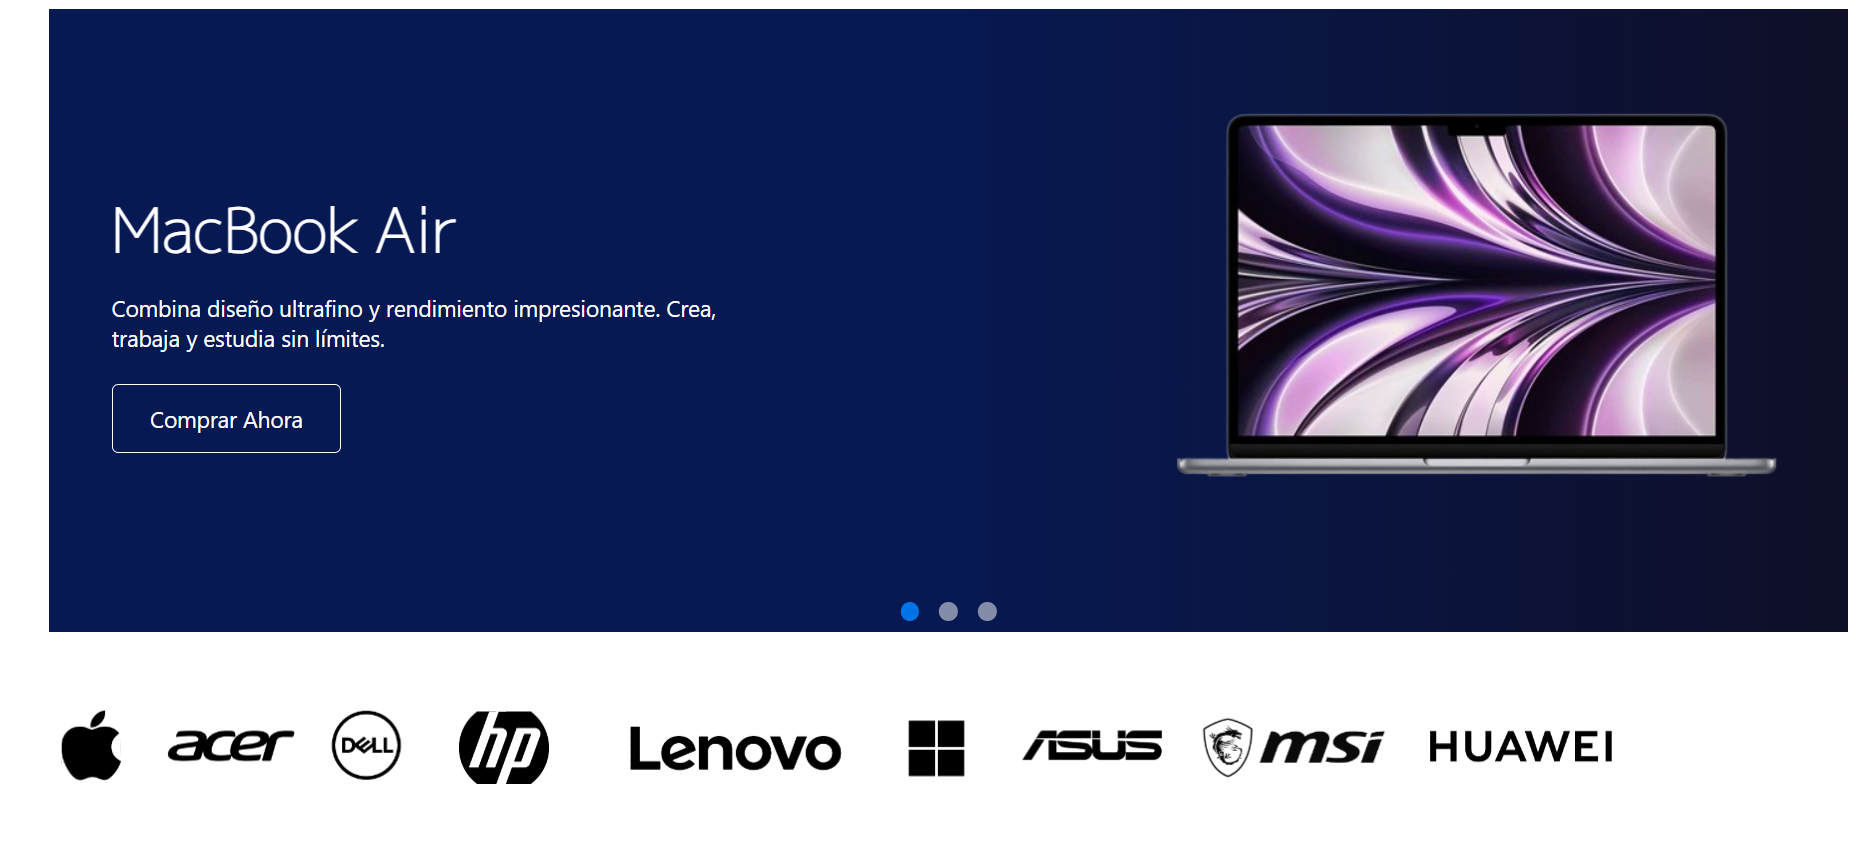 MacBook Air
Combina diseño ultrafino y rendimiento impresionante. Crea,
trabaja y estudia sin límites.
Comprar Ahora
acer DELL hp Lenovo ASUS msi HUAWEI